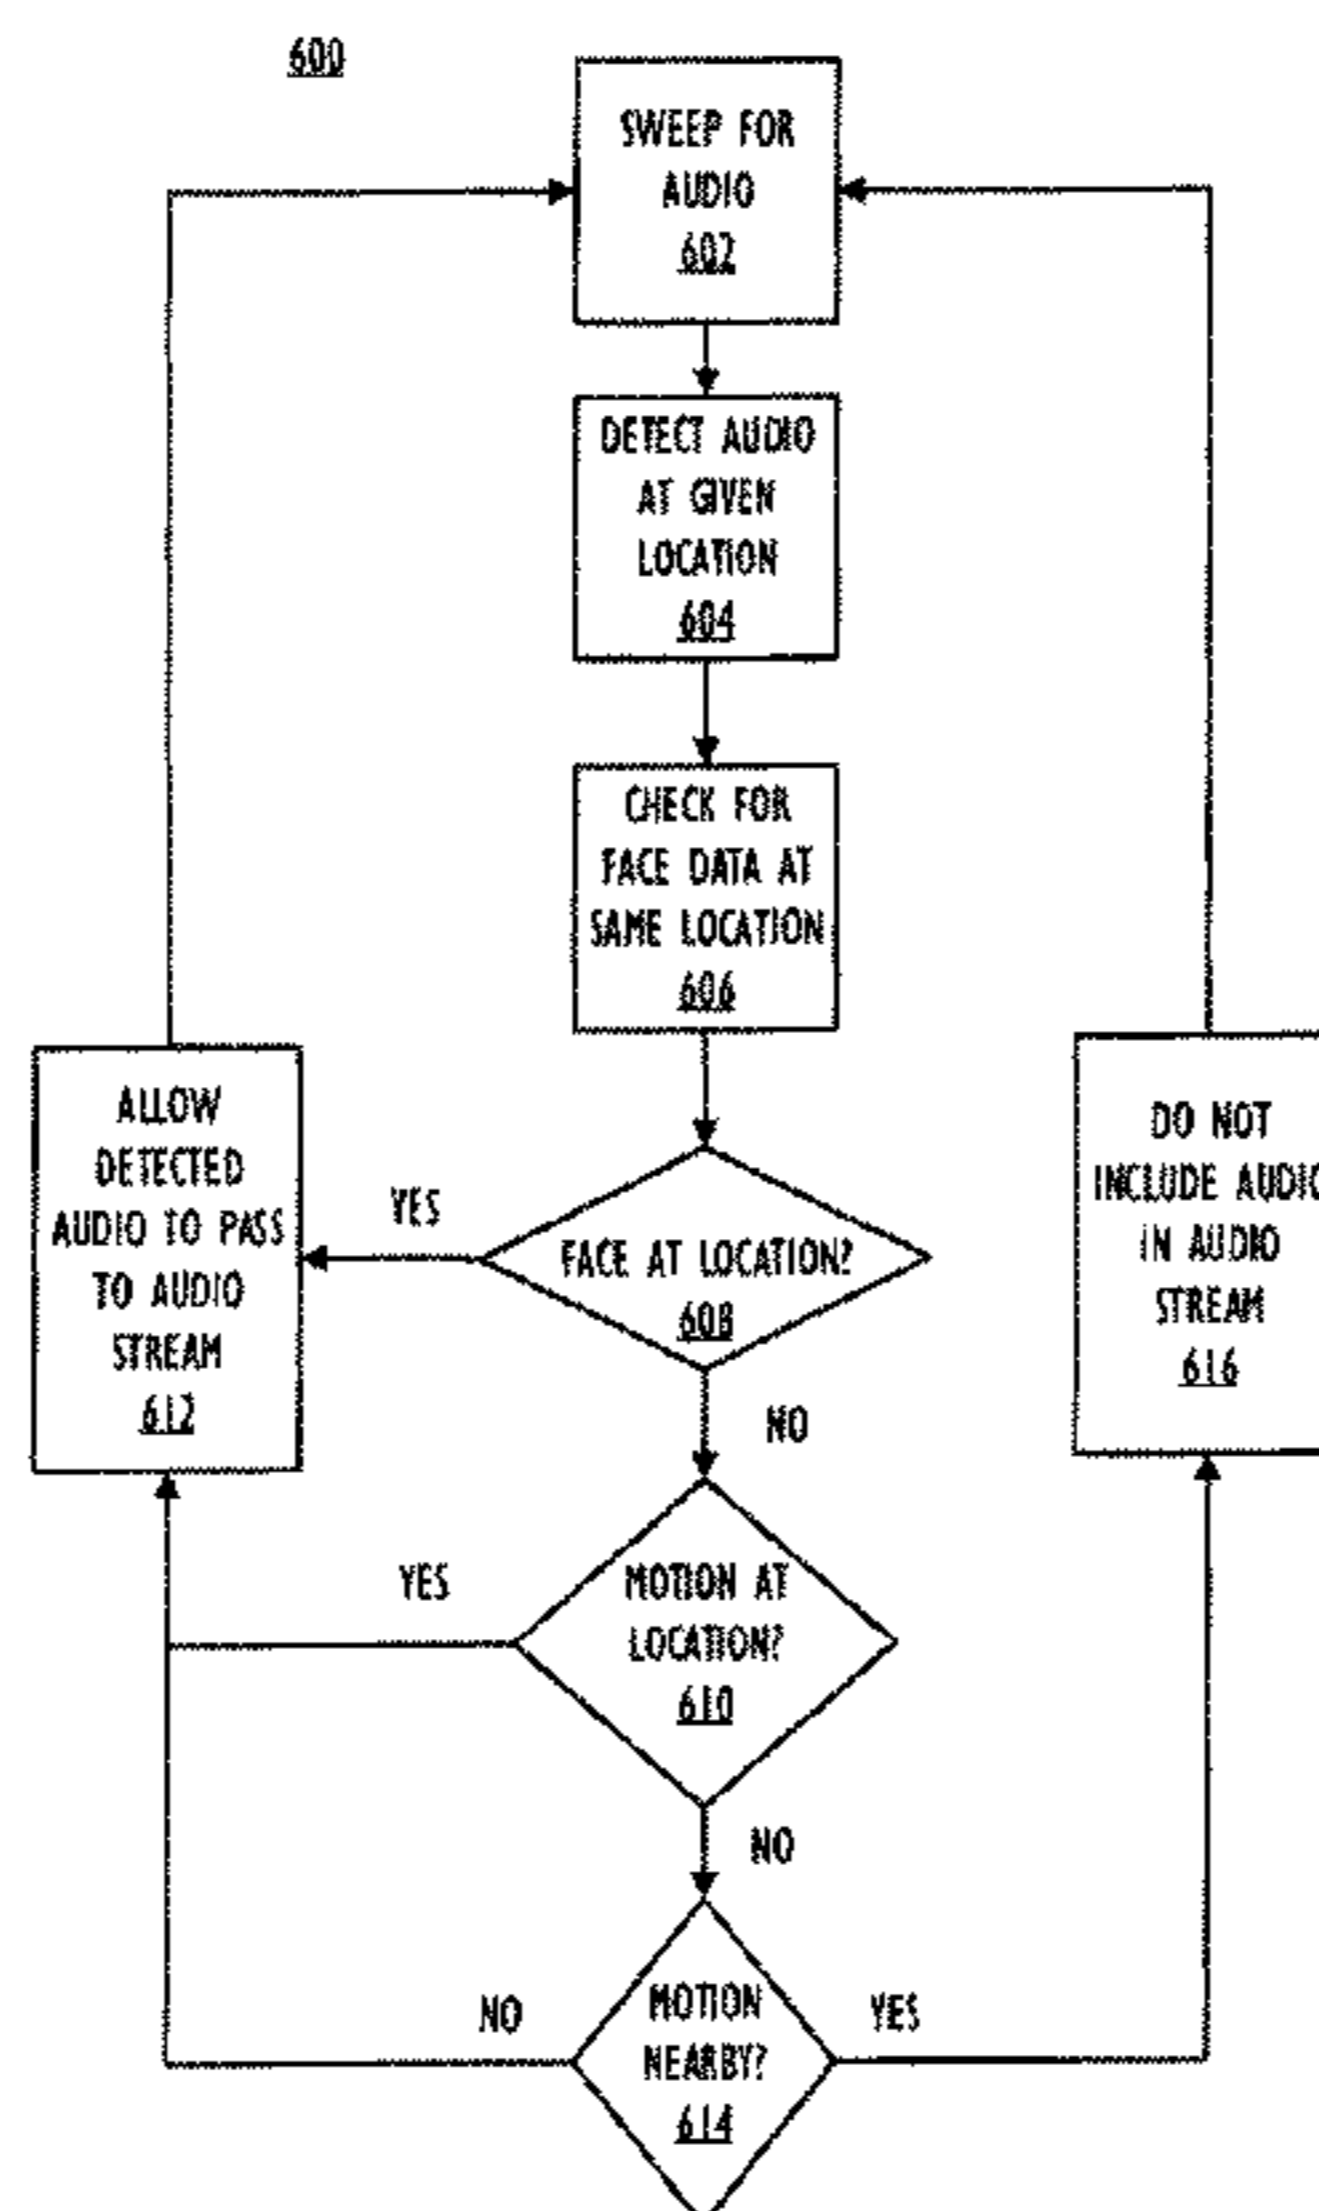 600
SWEEP FOR
AUDIO
602
DETECT AUDIO
AT GIVEN
LOCATION
604
CHECK FOR
FACE DATA AT
SAME LOCATION
606
ALLOW
DETECTED
AUDIO TO PASS
TO AUDIO
STREAM
612
YES
FACE AT LOCATION?
608
DO NOT
INCLUDE AUDIO
IN AUDIO
STREAM
616
NO
YES
MOTION AT
LOCATION?
610
NO
NO
MOTION
NEARBY?
614
YES